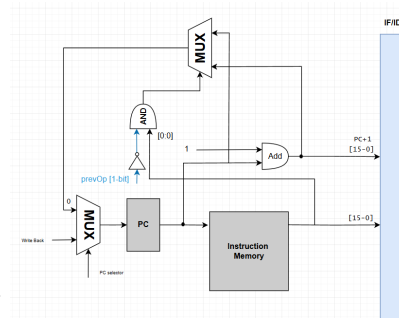 IF/ID
MUX
AND
[0:0]
PC+1
[15-0]
1
Add
prevOp [1-bit]
0
MUX
PC
[15-0]
Write Back
Instruction
Memory
PC selector